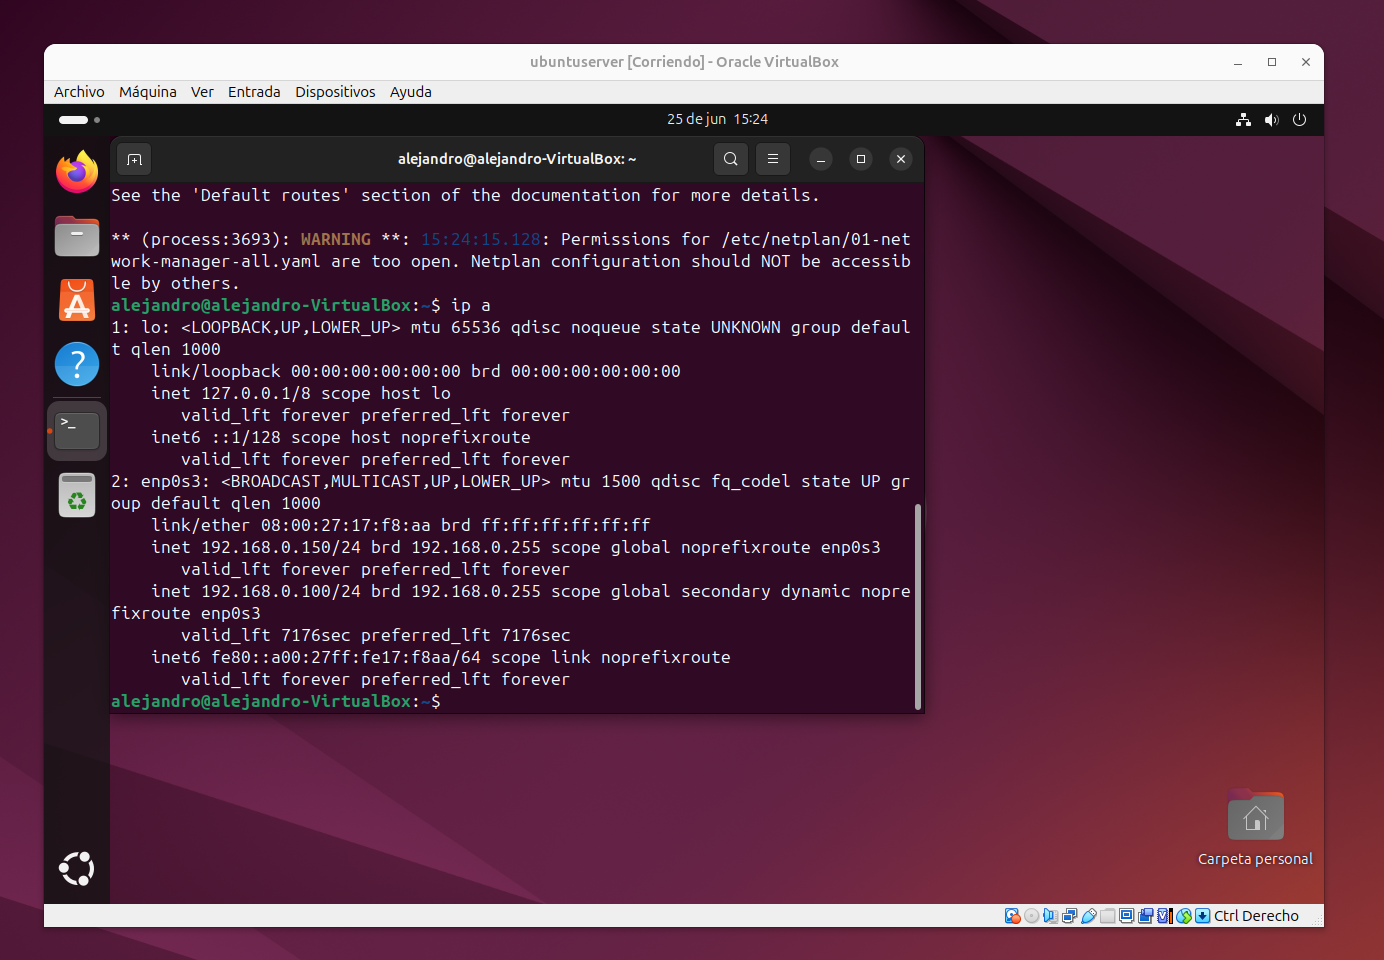 ubuntuserver [Corriendo] - Oracle VirtualBox
Archivo Máquina Ver Entrada Dispositivos Ayuda
25 de jun 15:24
alejandro@alejandro-VirtualBox: ~
See the 'Default routes' section of the documentation for more details.
** (process:3693): WARNING **: 15:24:15.128: Permissions for /etc/netplan/01-net
work-manager-all.yaml are too open. Netplan configuration should NOT be accessib
le by others.
alejandro@alejandro-VirtualBox:~$ ip a
1: lo: <LOOPBACK,UP,LOWER_UP> mtu 65536 qdisc noqueue state UNKNOWN group defaul
t qlen 1000
    link/loopback 00:00:00:00:00:00 brd 00:00:00:00:00:00
    inet 127.0.0.1/8 scope host lo
       valid_lft forever preferred_lft forever
    inet6 ::1/128 scope host noprefixroute
       valid_lft forever preferred_lft forever
2: enp0s3: <BROADCAST,MULTICAST,UP,LOWER_UP> mtu 1500 qdisc fq_codel state UP gr
oup default qlen 1000
    link/ether 08:00:27:17:f8:aa brd ff:ff:ff:ff:ff:ff
    inet 192.168.0.150/24 brd 192.168.0.255 scope global noprefixroute enp0s3
       valid_lft forever preferred_lft forever
    inet 192.168.0.100/24 brd 192.168.0.255 scope global secondary dynamic nopre
fixroute enp0s3
       valid_lft 7176sec preferred_lft 7176sec
    inet6 fe80::a00:27ff:fe17:f8aa/64 scope link noprefixroute
       valid_lft forever preferred_lft forever
alejandro@alejandro-VirtualBox:~$
Carpeta personal
Ctrl Derecho